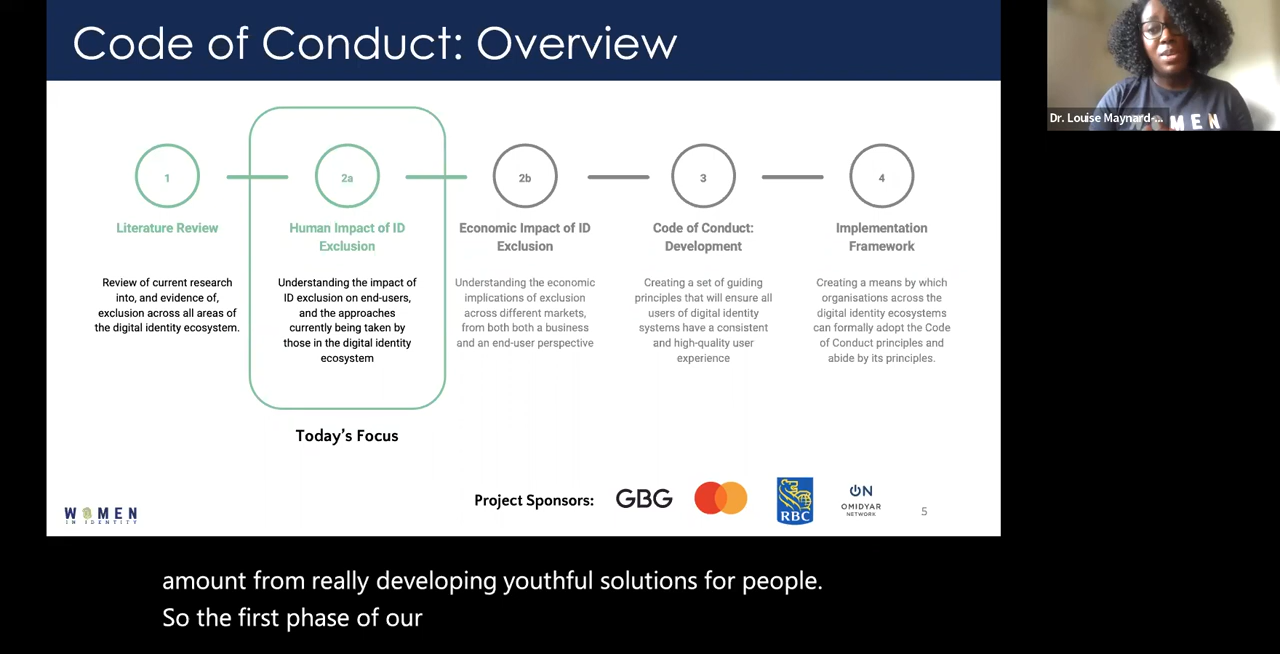 Code of Conduct: Overview
Dr. Louise Maynard-...
MEN
1
2a
2b
3
4
Literature Review
Human Impact of ID
Exclusion
Economic Impact of ID
Exclusion
Code of Conduct:
Development
Implementation
Framework
Review of current research
into, and evidence of,
exclusion across all areas of
the digital identity ecosystem.
Understanding the impact of
ID exclusion on end-users,
and the approaches
currently being taken by
those in the digital identity
ecosystem
Understanding the economic
implications of exclusion
across different markets,
from both both a business
and an end-user perspective
Creating a set of guiding
principles that will ensure all
users of digital identity
systems have a consistent
and high-quality user
experience
Creating a means by which
organisations across the
digital identity ecosystems
can formally adopt the Code
of Conduct principles and
abide by its principles.
Today's Focus
Project Sponsors:
GBG
RBC
ON
OMIDYAR
NETWORK
5
WOMEN
IN IDENTITY
amount from really developing youthful solutions for people.
So the first phase of our